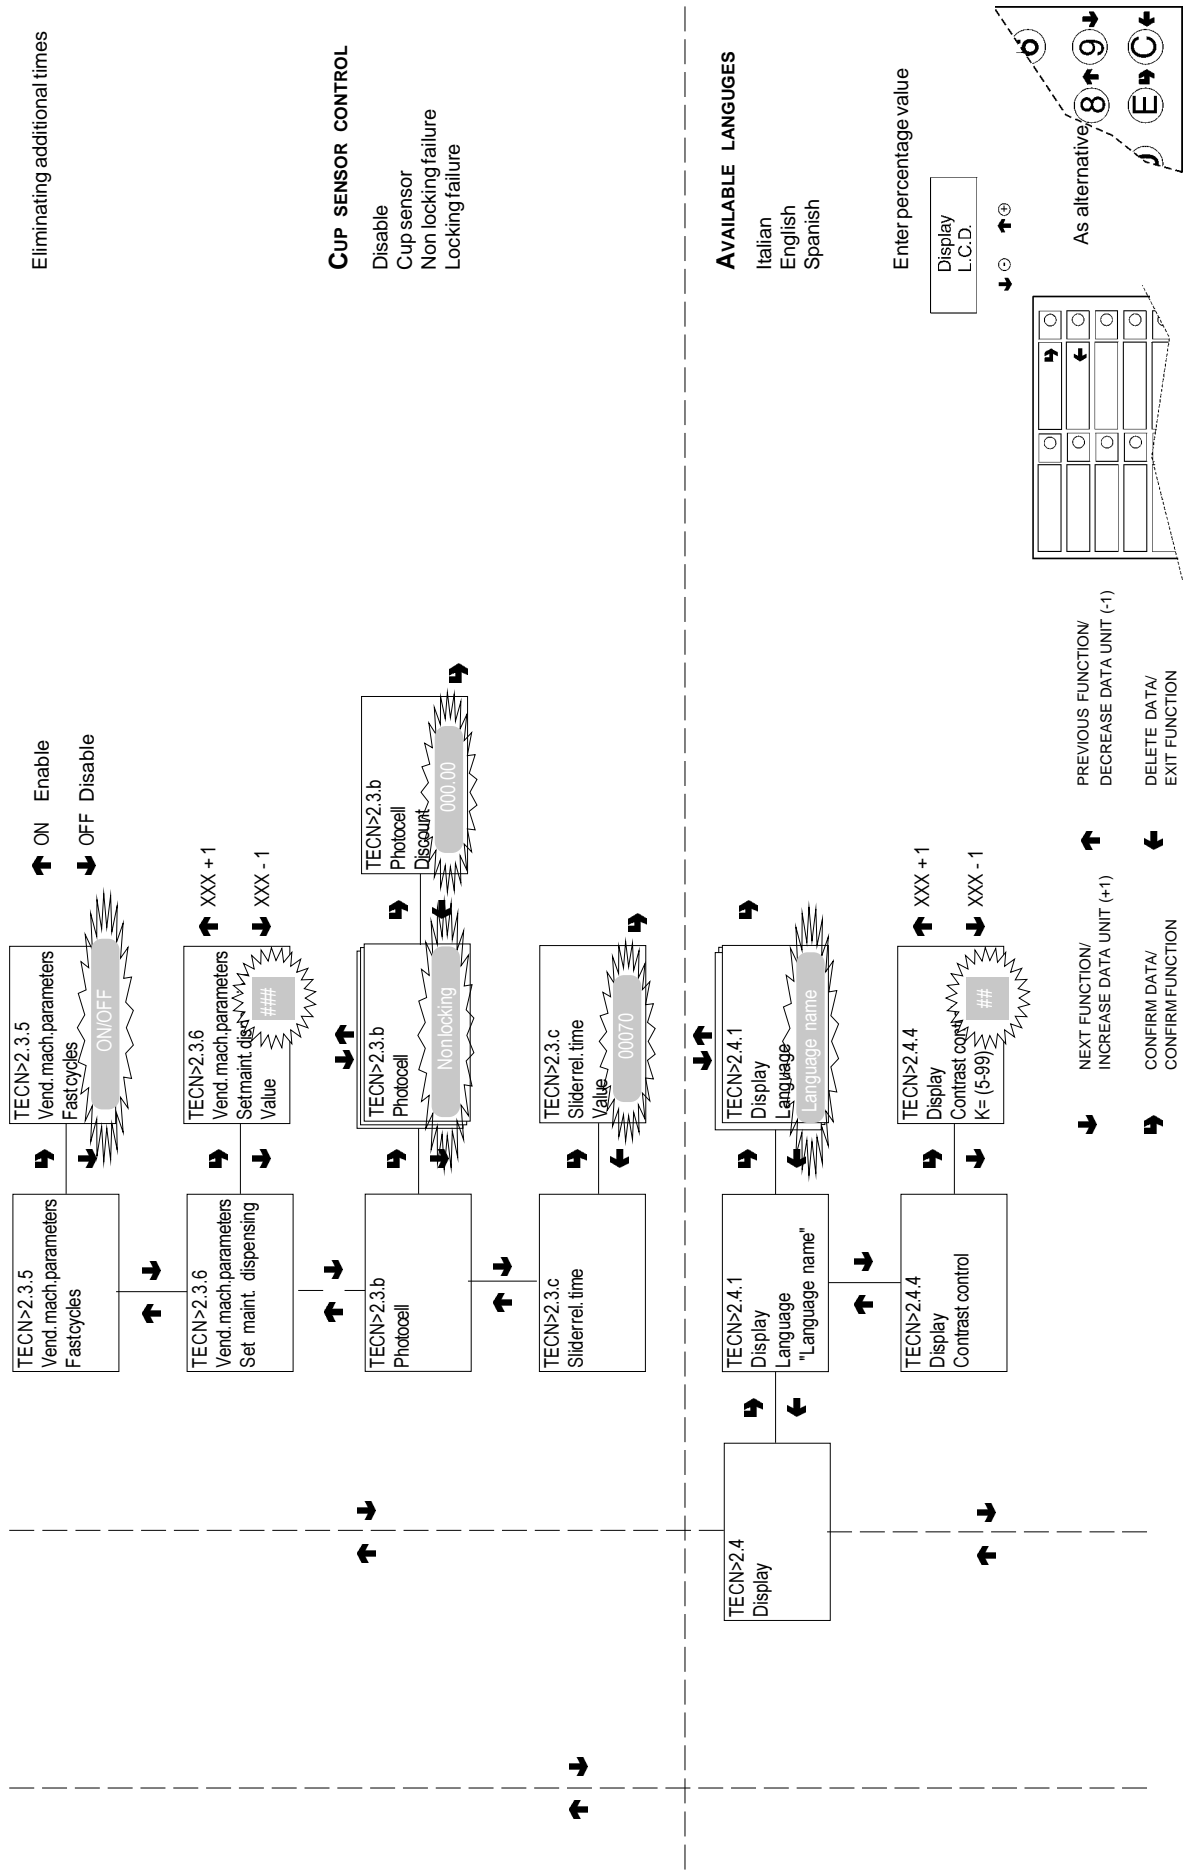 TECN>2.3.5
Vend.mach.parameters
Fastcycles
TECN>2.3.5
Vend.mach.parameters
Fast cycles
ON/OFF
ON Enable
OFF Disable
Eliminating additional times
TECN>2.3.6
Vend.mach.parameters
Set maint. dispensing
TECN>2.3.6
Vend.mach.parameters
Setmaint.dis
Value
###
XXX + 1
XXX - 1
TECN>2.3.b
Photocell
TECN>2.3.b
Photocell
Non locking
TECN>2.3.b
Photocell
Discount
000.00
CUP SENSOR CONTROL
Disable
Cup sensor
Non locking failure
Locking failure
TECN>2.3.c
Sliderrel.time
TECN>2.3.c
Sliderrel.time
Value
00070
TECN>2.4
Display
TECN>2.4.1
Display
Language
"Language name"
TECN>2.4.1
Display
Language
Language name
AVAILABLE LANGUGES
Italian
English
Spanish
TECN>2.4.4
Display
Contrast control
TECN>2.4.4
Display
Contrast cont
K= (5-99)
##
XXX + 1
XXX - 1
Enter percentage value
Display
L.C.D.
NEXT FUNCTION/
INCREASE DATA UNIT (+1)
PREVIOUS FUNCTION/
DECREASE DATA UNIT (-1)
CONFIRM DATA/
CONFIRM FUNCTION
DELETE DATA/
EXIT FUNCTION
As alternative
8 9
E C